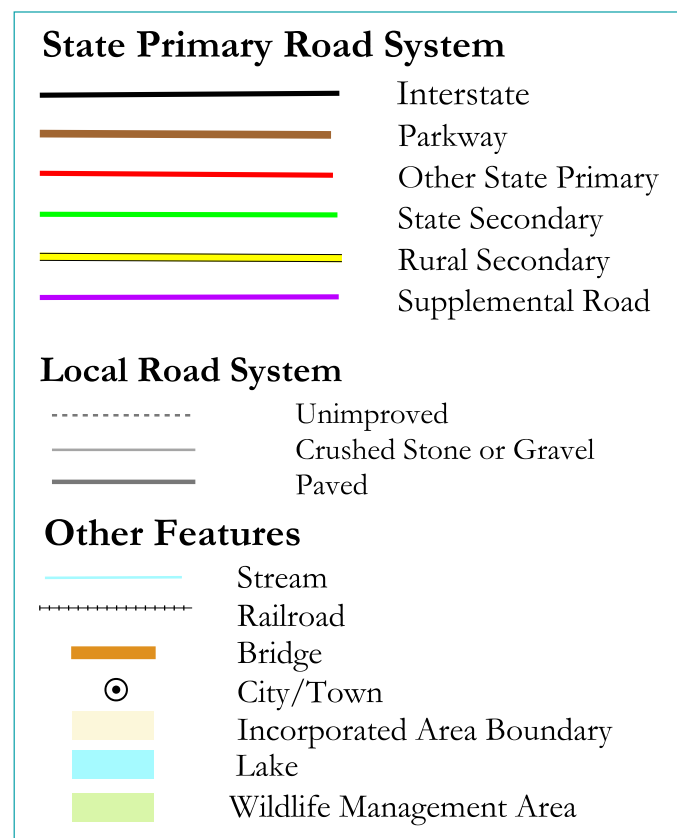 State Primary Road System
Interstate
Parkway
Other State Primary
State Secondary
Rural Secondary
Supplemental Road
Local Road System
Unimproved
Crushed Stone or Gravel
Paved
Other Features
Stream
Railroad
Bridge
City/Town
Incorporated Area Boundary
Lake
Wildlife Management Area